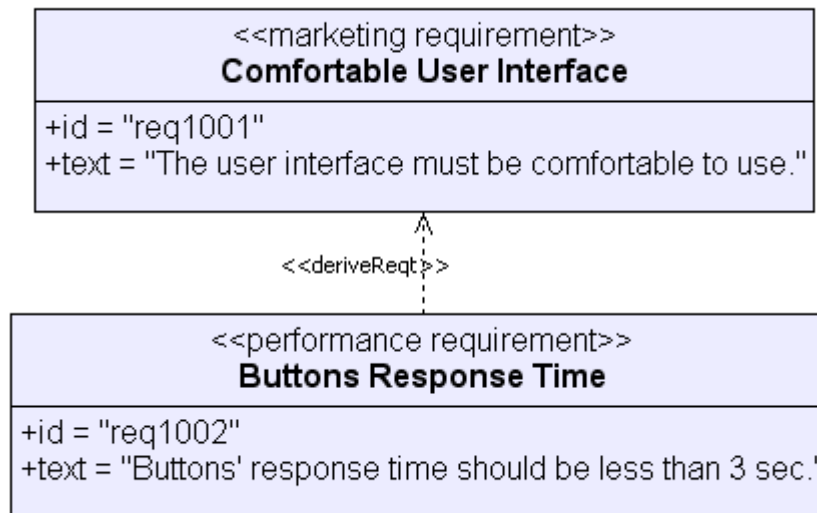 <<marketing requirement>>
Comfortable User Interface
+id = "req1001"
+text = "The user interface must be comfortable to use."
<<deriveReqt>>
<<performance requirement>>
Buttons Response Time
+id = "req1002"
+text = "Buttons' response time should be less than 3 sec."